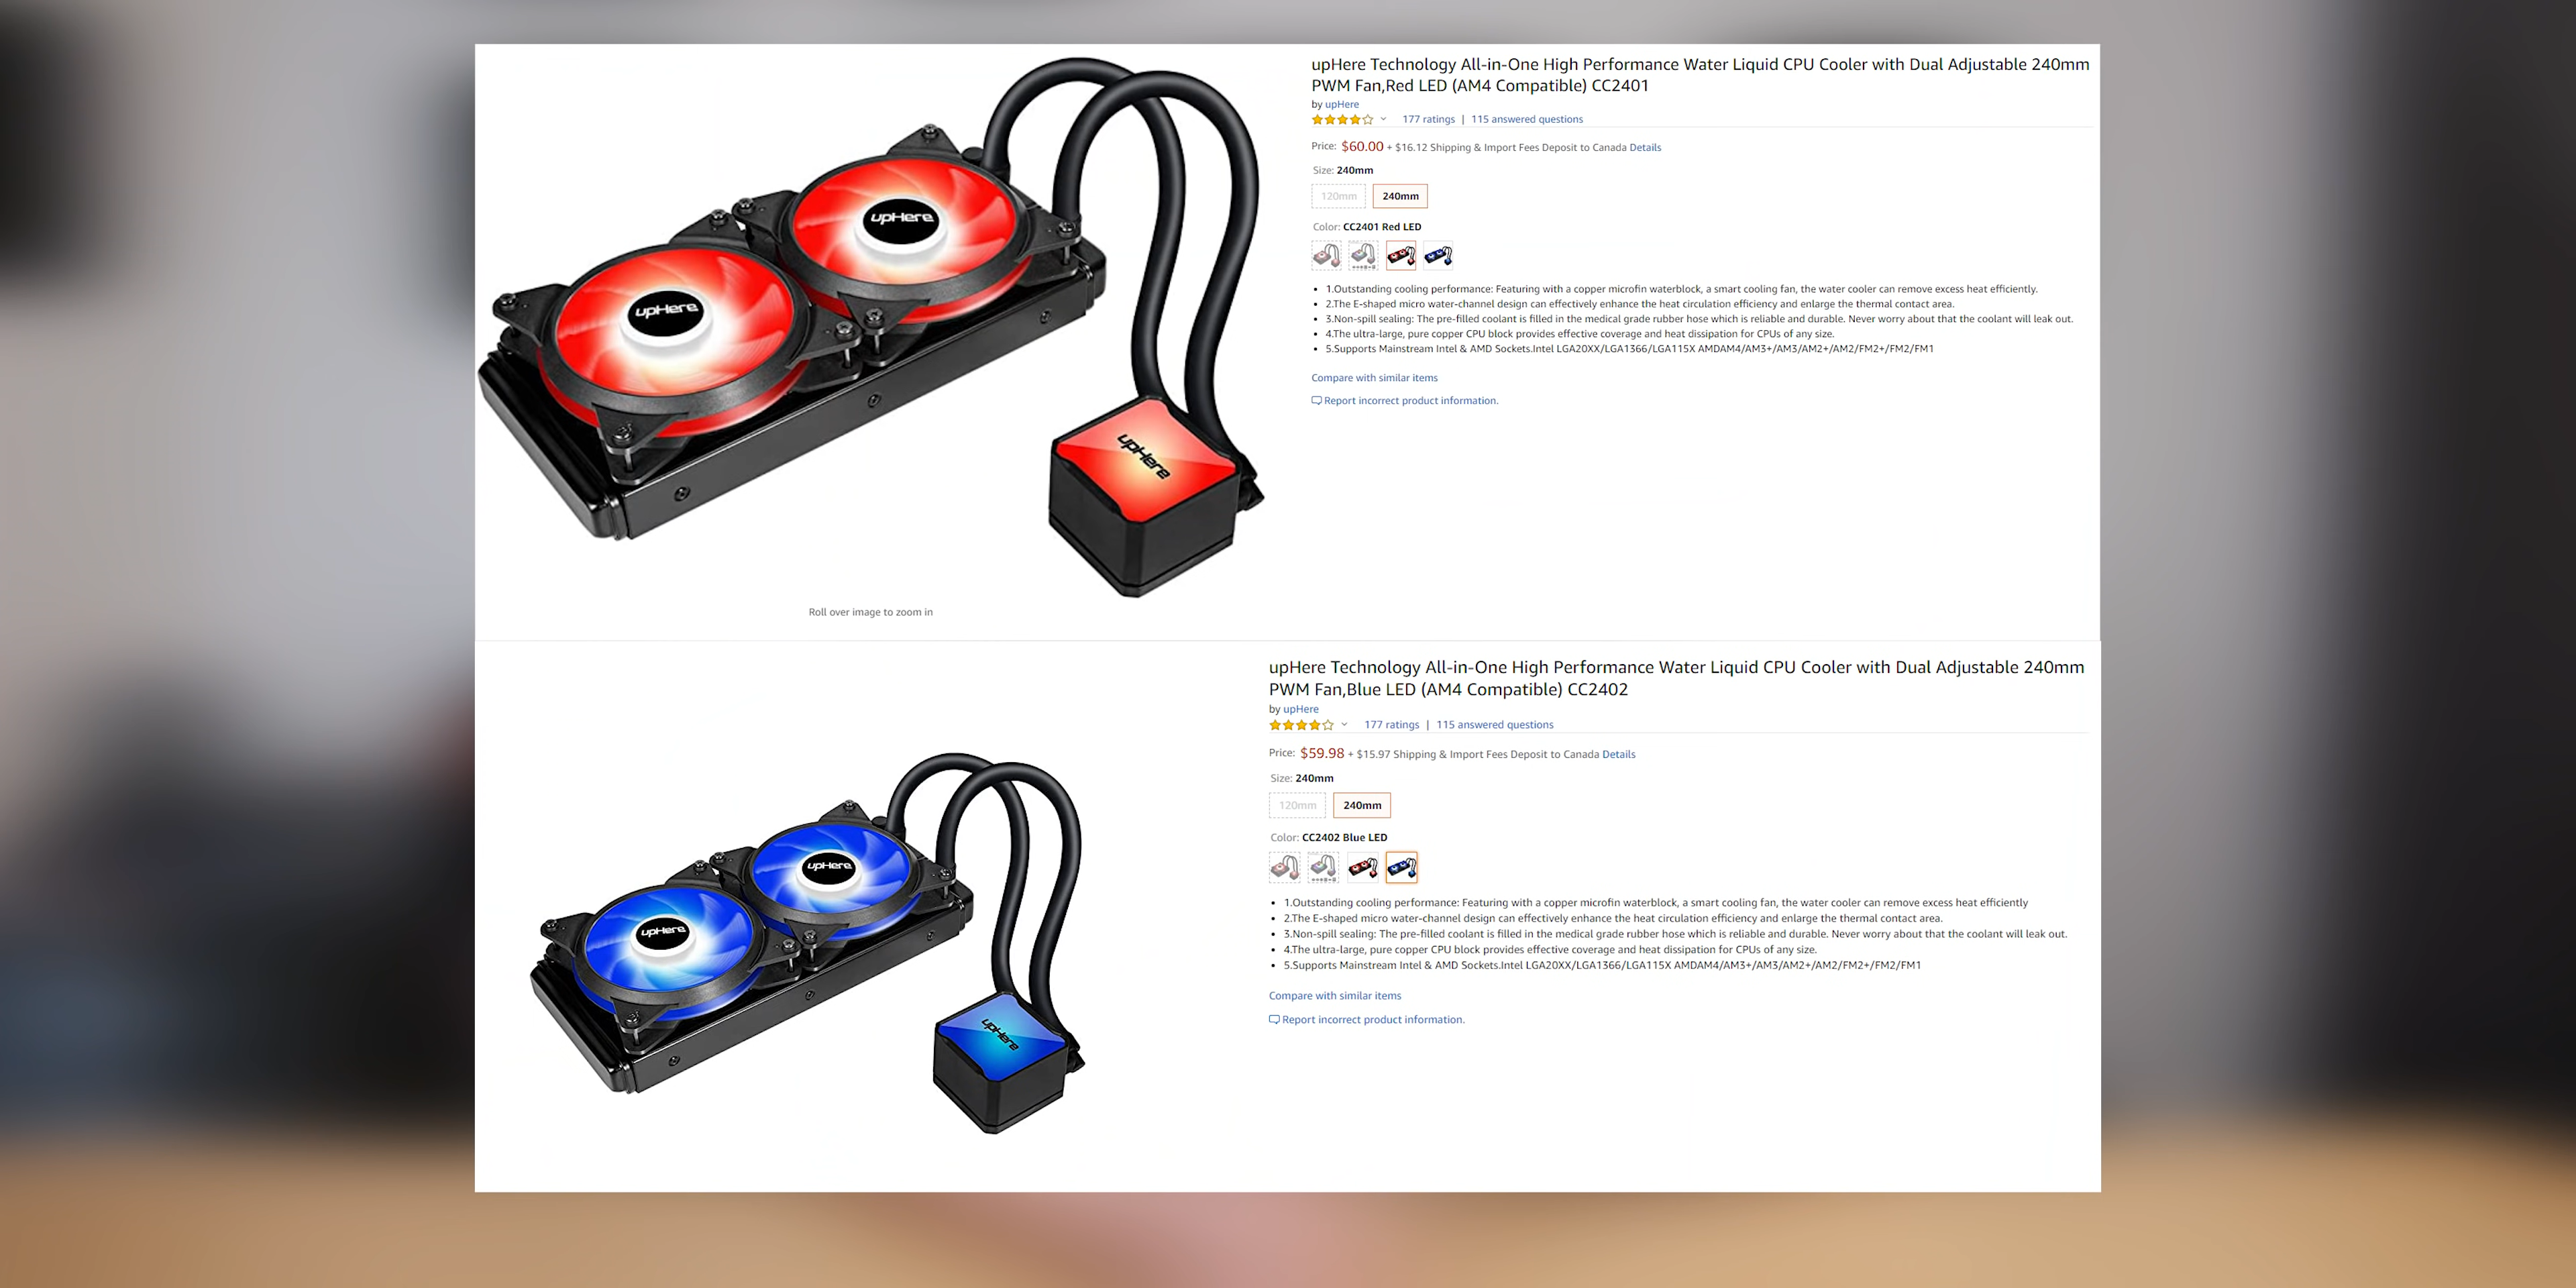 upHere Technology All-in-One High Performance Water Liquid CPU Cooler with Dual Adjustable 240mm
PWM Fan,Red LED (AM4 Compatible) CC2401
by upHere
177 ratings | 115 answered questions
Price: $60.00 + $16.12 Shipping & Import Fees Deposit to Canada Details
Size: 240mm
120mm 240mm
Color: CC2401 Red LED
• 1.Outstanding cooling performance: Featuring with a copper microfin waterblock, a smart cooling fan, the water cooler can remove excess heat efficiently.
• 2.The E-shaped micro water-channel design can effectively enhance the heat circulation efficiency and enlarge the thermal contact area.
• 3.Non-spill sealing: The pre-filled coolant is filled in the medical grade rubber hose which is reliable and durable. Never worry about that the coolant will leak out.
• 4.The ultra-large, pure copper CPU block provides effective coverage and heat dissipation for CPUs of any size.
• 5.Supports Mainstream Intel & AMD Sockets.Intel LGA20XX/LGA1366/LGA115X AMDAM4/AM3+/AM3/AM2+/AM2/FM2+/FM2/FM1
Compare with similar items
Report incorrect product information.
upHere
upHere
upHere
Roll over image to zoom in
upHere Technology All-in-One High Performance Water Liquid CPU Cooler with Dual Adjustable 240mm
PWM Fan,Blue LED (AM4 Compatible) CC2402
by upHere
177 ratings | 115 answered questions
Price: $59.98 + $15.97 Shipping & Import Fees Deposit to Canada Details
Size: 240mm
120mm 240mm
Color: CC2402 Blue LED
• 1.Outstanding cooling performance: Featuring with a copper microfin waterblock, a smart cooling fan, the water cooler can remove excess heat efficiently
• 2.The E-shaped micro water-channel design can effectively enhance the heat circulation efficiency and enlarge the thermal contact area.
• 3.Non-spill sealing: The pre-filled coolant is filled in the medical grade rubber hose which is reliable and durable. Never worry about that the coolant will leak out.
• 4.The ultra-large, pure copper CPU block provides effective coverage and heat dissipation for CPUs of any size.
• 5.Supports Mainstream Intel & AMD Sockets.Intel LGA20XX/LGA1366/LGA115X AMDAM4/AM3+/AM3/AM2+/AM2/FM2+/FM2/FM1
Compare with similar items
Report incorrect product information.
upHere
upHere
upHere